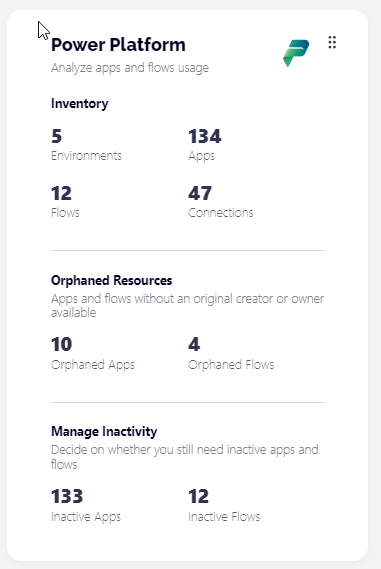 Power Platform
Analyze apps and flows usage
Inventory
5 134
Environments Apps
12 47
Flows Connections
Orphaned Resources
Apps and flows without an original creator or owner
available
10 4
Orphaned Apps Orphaned Flows
Manage Inactivity
Decide on whether you still need inactive apps and
flows
133 12
Inactive Apps Inactive Flows